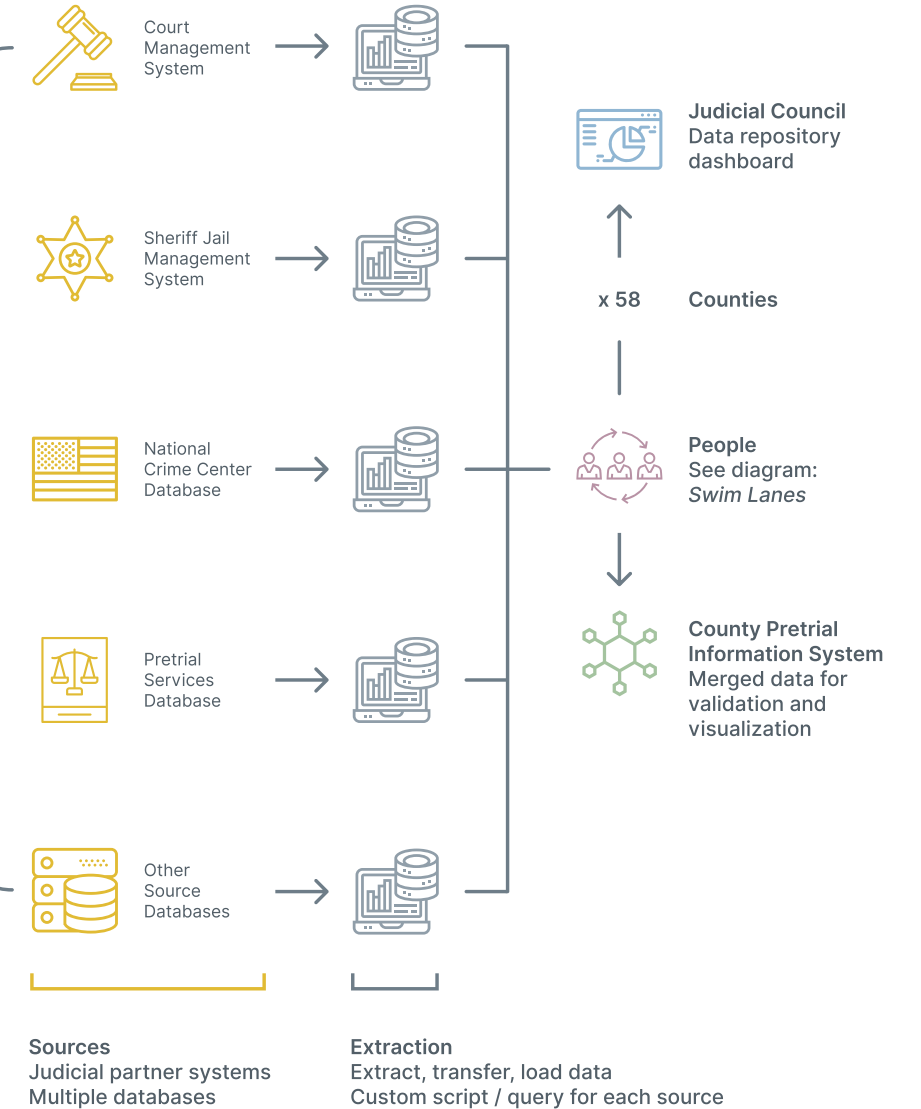 Court
Management
System
Sheriff Jail
Management
System
National
Crime Center
Database
Pretrial
Services
Database
Other
Source
Databases
Judicial Council
Data repository
dashboard
x 58
Counties
People
See diagram:
Swim Lanes
County Pretrial
Information System
Merged data for
validation and
visualization
Sources
Judicial partner systems
Multiple databases
Extraction
Extract, transfer, load data
Custom script / query for each source